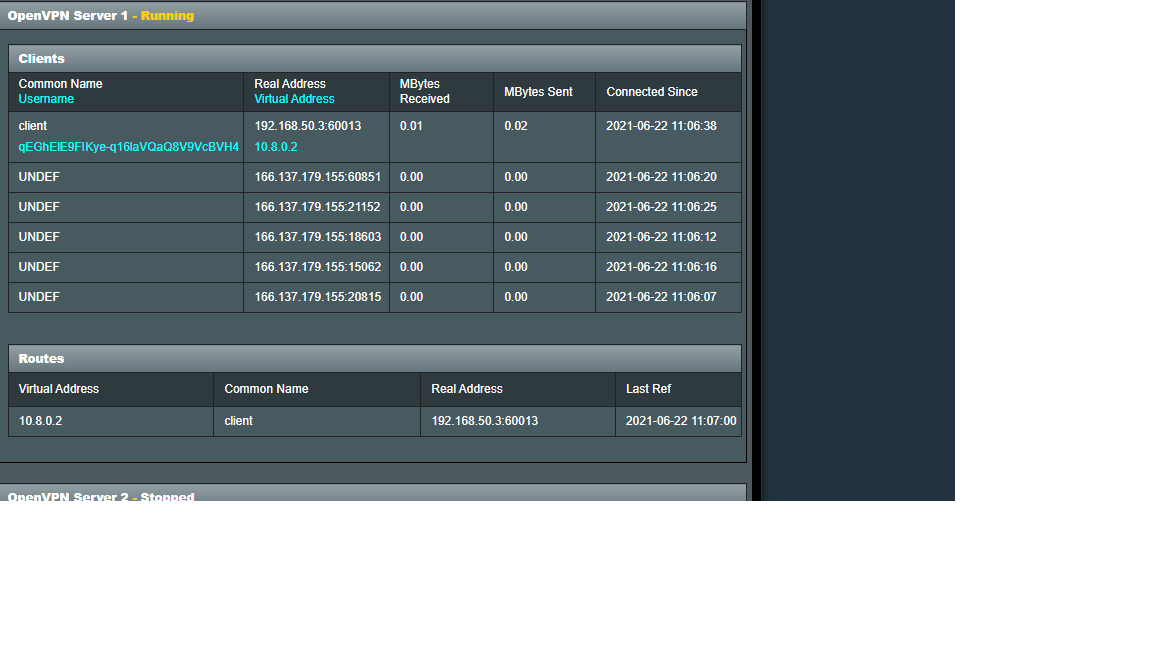 OpenVPN Server 1 - Running
Clients
Common Name Real Address MBytes Received MBytes Sent Connected Since
Username Virtual Address
client 192.168.50.3:60013 0.01 0.02 2021-06-22 11:06:38
qEGhEIE9FIKye-q16laVQaQ8V9VcBVH4 10.8.0.2
UNDEF 166.137.179.155:60851 0.00 0.00 2021-06-22 11:06:20
UNDEF 166.137.179.155:21152 0.00 0.00 2021-06-22 11:06:25
UNDEF 166.137.179.155:18603 0.00 0.00 2021-06-22 11:06:12
UNDEF 166.137.179.155:15062 0.00 0.00 2021-06-22 11:06:16
UNDEF 166.137.179.155:20815 0.00 0.00 2021-06-22 11:06:07
Routes
Virtual Address Common Name Real Address Last Ref
10.8.0.2 client 192.168.50.3:60013 2021-06-22 11:07:00
OpenVPN Server 2 - Stopped